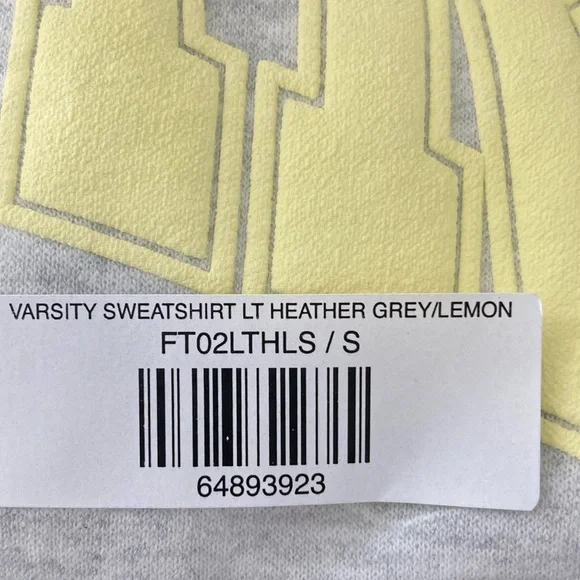 VARSITY SWEATSHIRT LT HEATHER GREY/LEMON
FT02LTHLS / S
64893923